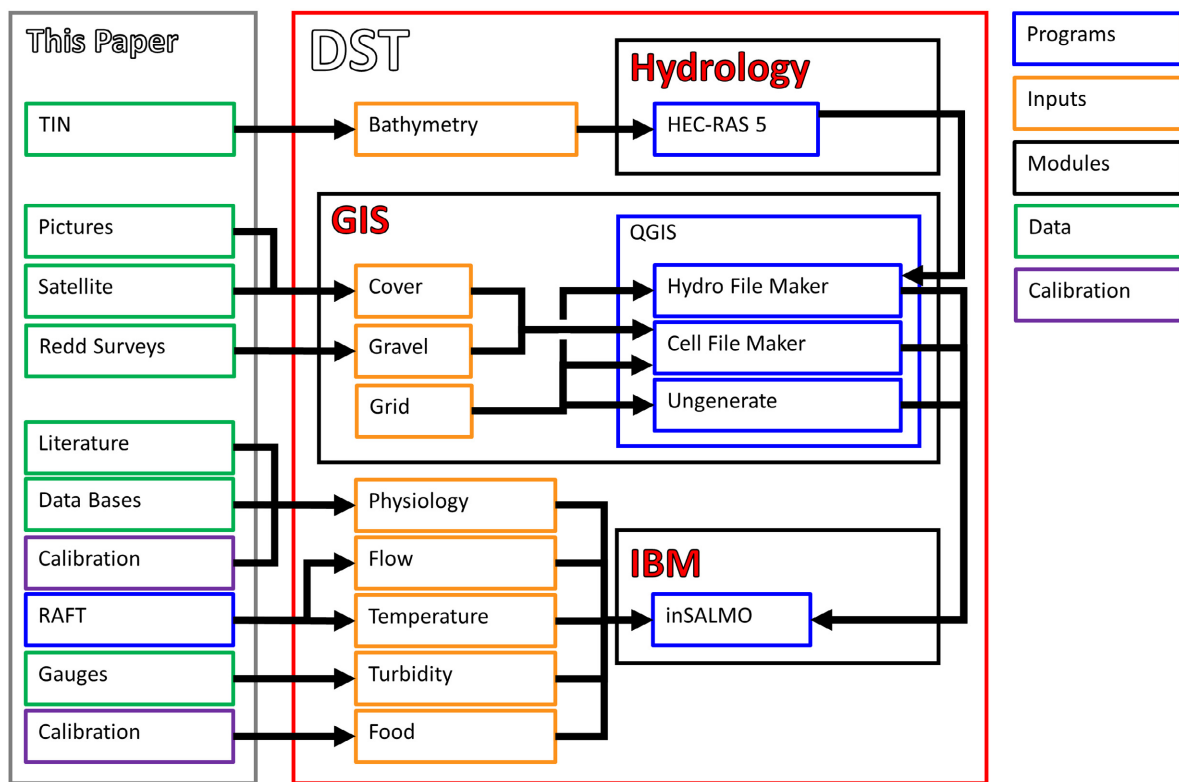 This Paper
TIN
Pictures
Satellite
Redd Surveys
Literature
Data Bases
Calibration
RAFT
Gauges
Calibration
DST
Bathymetry
Hydrology
HEC-RAS 5
GIS
Cover
Gravel
Grid
QGIS
Hydro File Maker
Cell File Maker
Ungenerate
Physiology
Flow
Temperature
Turbidity
Food
IBM
inSALMO
Programs
Inputs
Modules
Data
Calibration